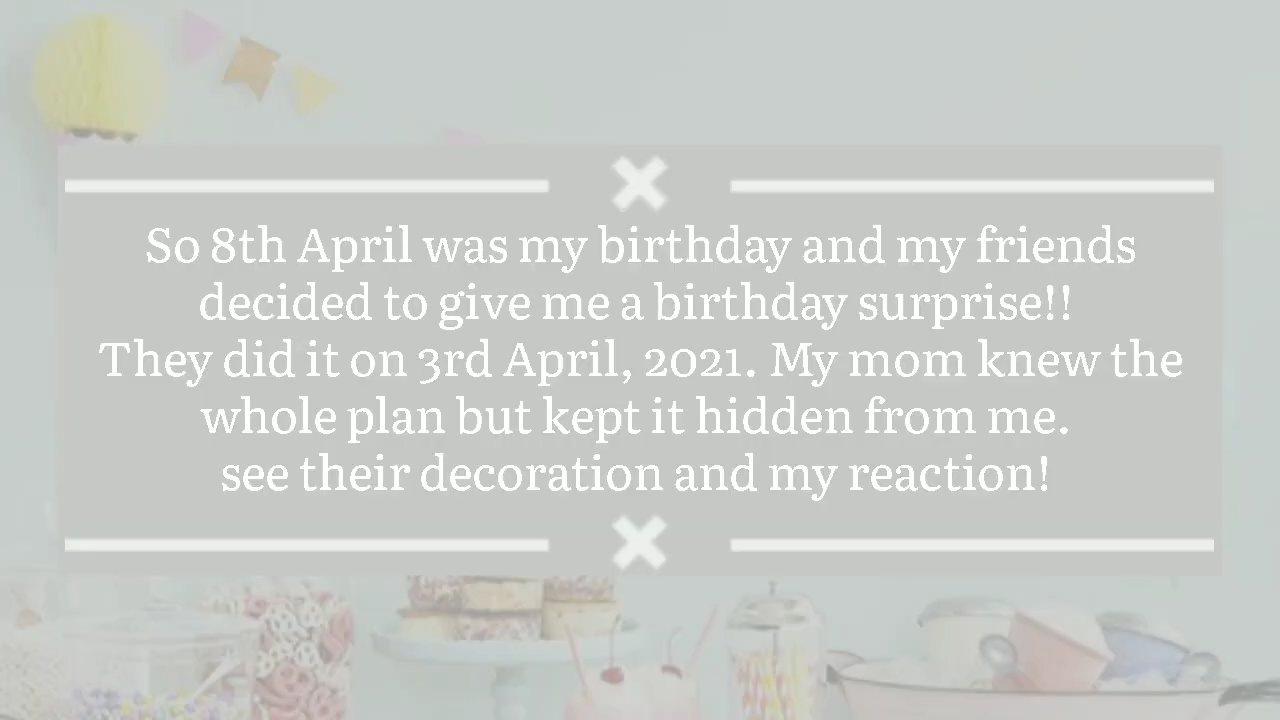 So 8th April was my birthday and my friends
decided to give me a birthday surprise!!
They did it on 3rd April, 2021. My mom knew the
whole plan but kept it hidden from me.
see their decoration and my reaction!